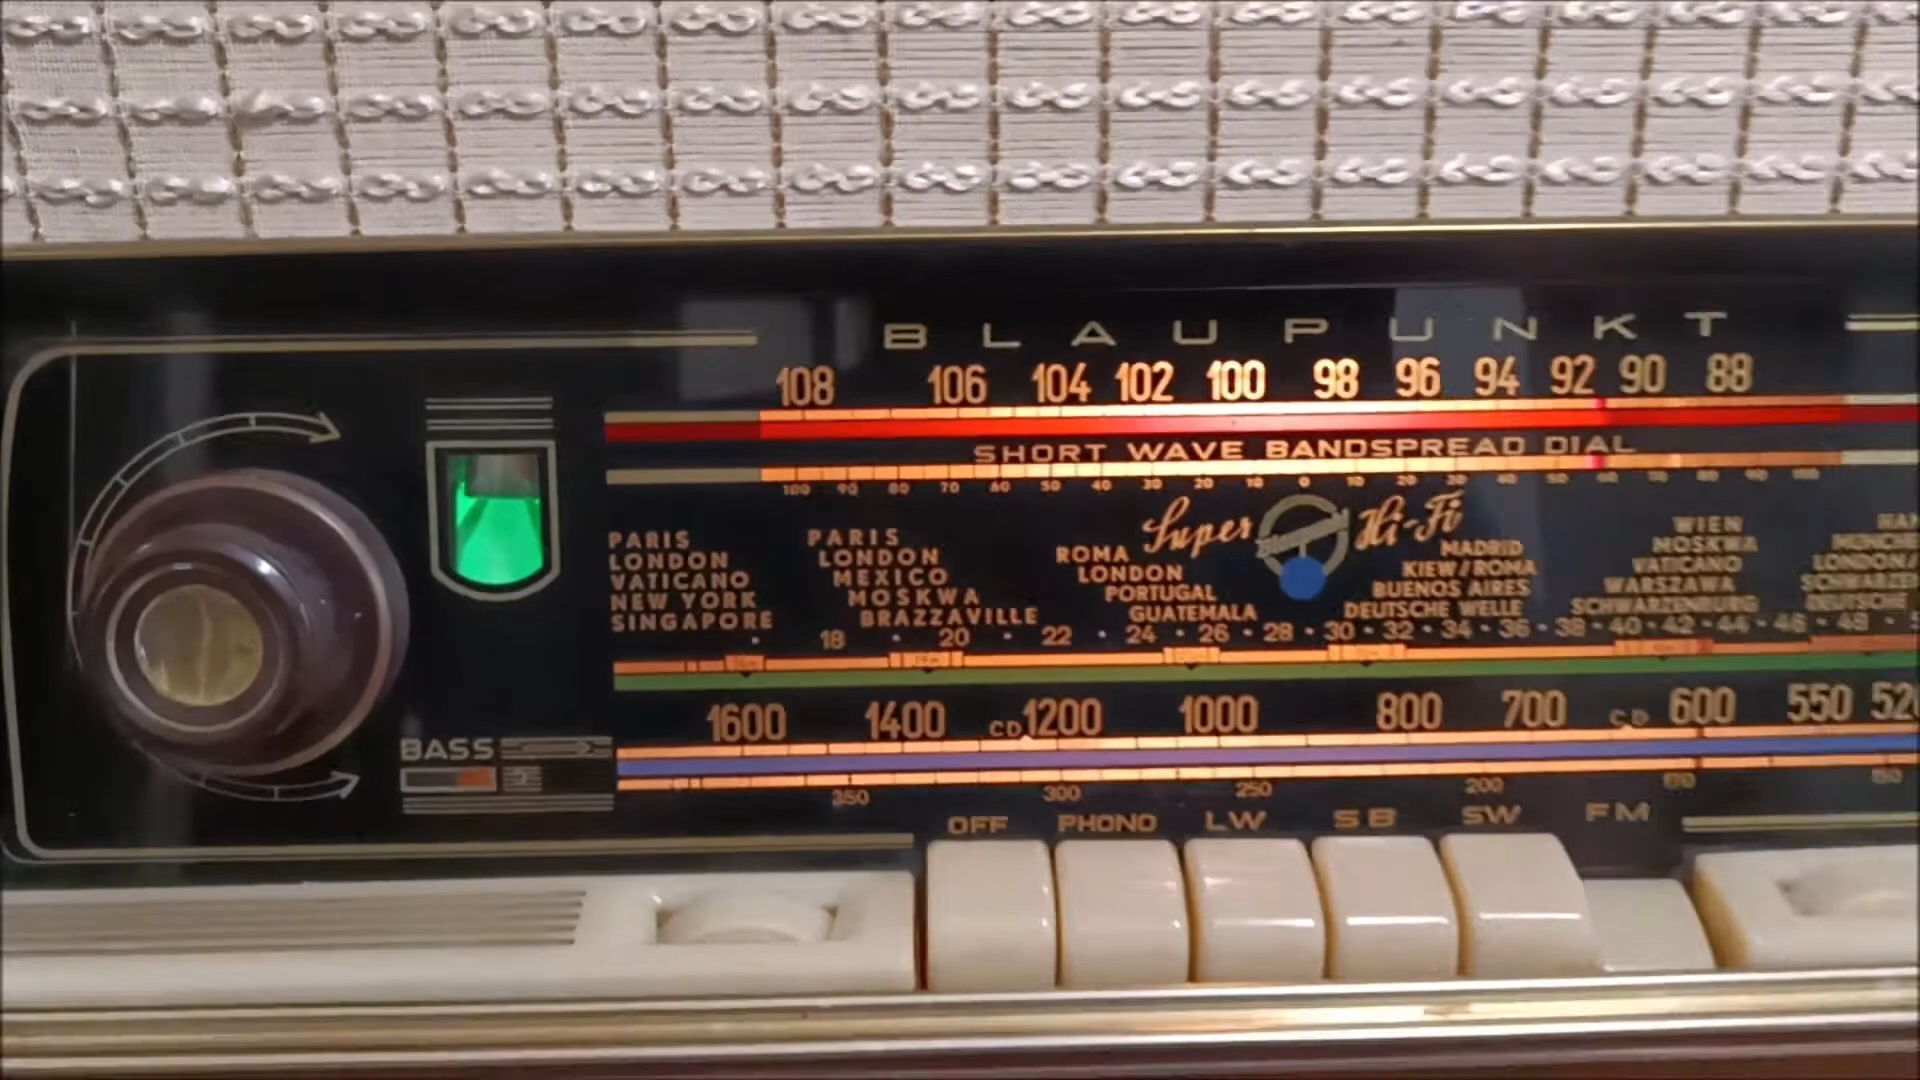 BLAUPUNKT
108 106 104 102 100 98 96 94 92 90 88
SHORT WAVE BANDSPREAD DIAL
100 90 80 70 60 50 40 30 20 10 0 10 20 30 40 50 60 70 80 90 100
Super Hi-Fi
PARIS
LONDON
VATICANO
NEW YORK
SINGAPORE
PARIS
LONDON
MEXICO
MOSKWA
BRAZZAVILLE
ROMA
LONDON
PORTUGAL
GUATEMALA
MADRID
KIEW/ROMA
BUENOS AIRES
DEUTSCHE WELLE
WIEN
MOSKWA
VATICANO
WARSZAWA
SCHWARZENBURG
LONDON/
DEUTSCHE
18 20 22 24 26 28 30 32 34 36 38 40 42 44 46 48
1600 1400 CD 1200 1000 800 700 CD 600 550 520
BASS
350 300 250 200 170 150
OFF PHONO LW SB SW FM